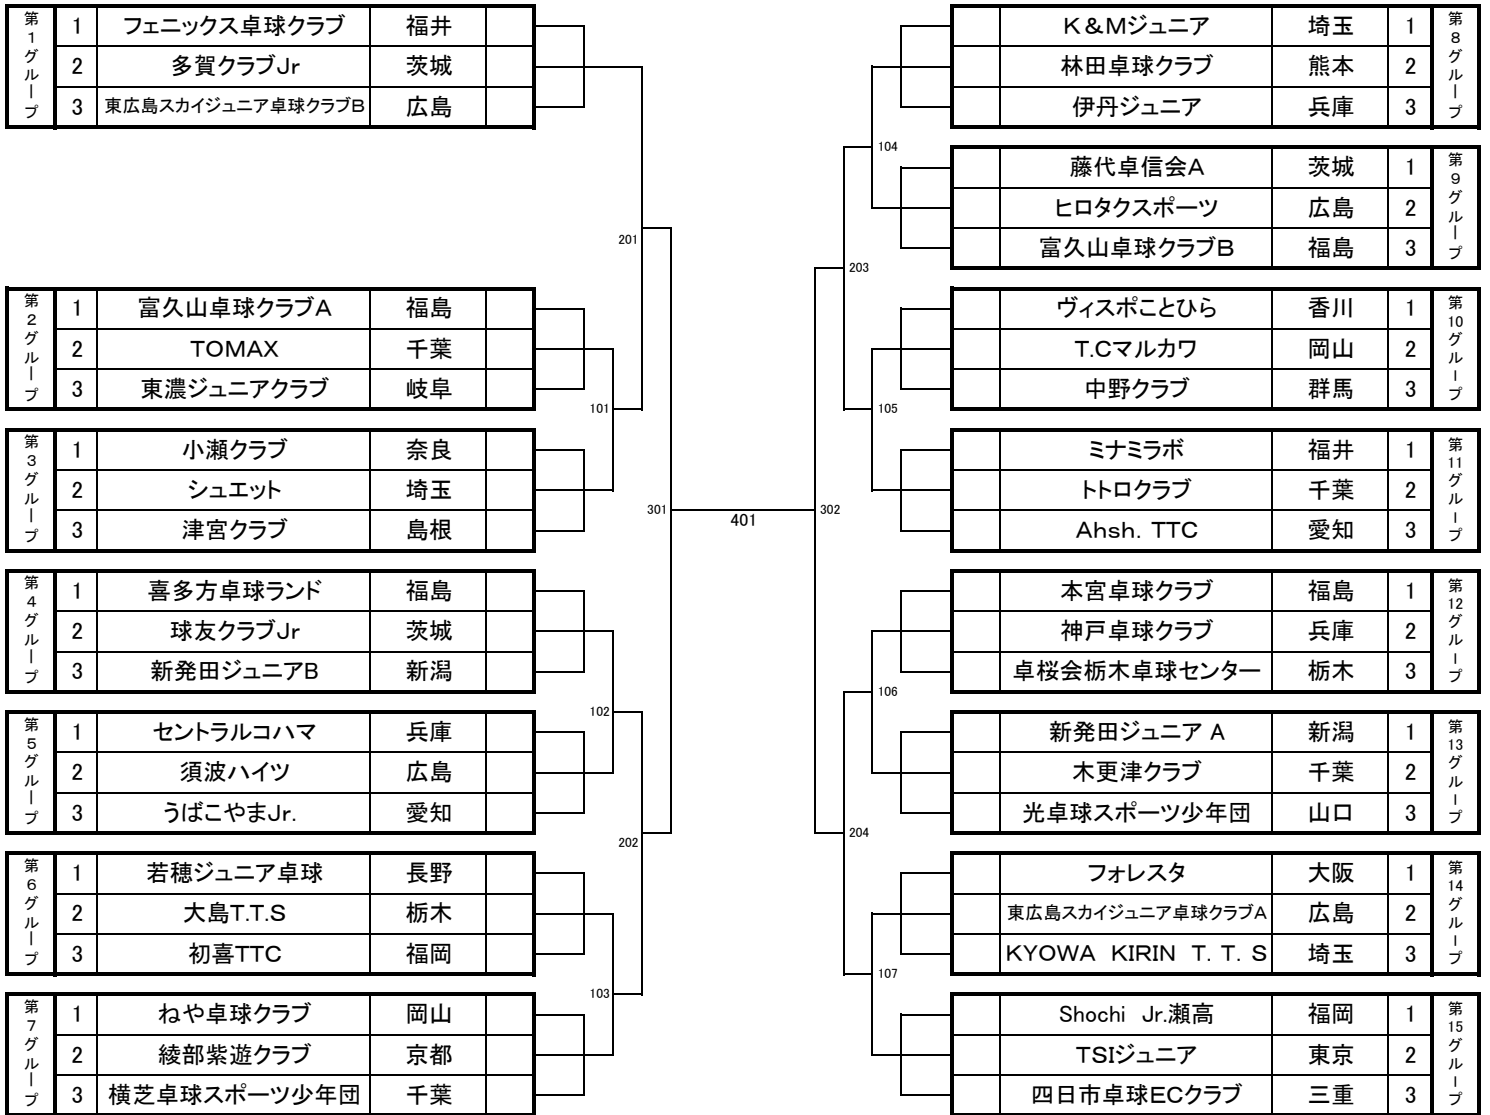 第1グループ
1 フェニックス卓球クラブ 福井
2 多賀クラブJr 茨城
3 東広島スカイジュニア卓球クラブB 広島
第2グループ
1 富久山卓球クラブA 福島
2 TOMAX 千葉
3 東濃ジュニアクラブ 岐阜
第3グループ
1 小瀬クラブ 奈良
2 シュエット 埼玉
3 津宮クラブ 島根
第4グループ
1 喜多方卓球ランド 福島
2 球友クラブJr 茨城
3 新発田ジュニアB 新潟
第5グループ
1 セントラルコハマ 兵庫
2 須波ハイツ 広島
3 うばこやまJr. 愛知
第6グループ
1 若穂ジュニア卓球 長野
2 大島T.T.S 栃木
3 初喜TTC 福岡
第7グループ
1 ねや卓球クラブ 岡山
2 綾部紫遊クラブ 京都
3 横芝卓球スポーツ少年団 千葉
201
101
301
102
202
103
401
104
203
105
302
106
204
107
第8グループ
K&Mジュニア 埼玉 1
林田卓球クラブ 熊本 2
伊丹ジュニア 兵庫 3
第9グループ
藤代卓信会A 茨城 1
ヒロタクスポーツ 広島 2
富久山卓球クラブB 福島 3
第10グループ
ヴィスポことひら 香川 1
T.Cマルカワ 岡山 2
中野クラブ 群馬 3
第11グループ
ミナミラボ 福井 1
トトロクラブ 千葉 2
Ahsh. TTC 愛知 3
第12グループ
本宮卓球クラブ 福島 1
神戸卓球クラブ 兵庫 2
卓桜会栃木卓球センター 栃木 3
第13グループ
新発田ジュニア A 新潟 1
木更津クラブ 千葉 2
光卓球スポーツ少年団 山口 3
第14グループ
フォレスタ 大阪 1
東広島スカイジュニア卓球クラブA 広島 2
KYOWA KIRIN T. T. S 埼玉 3
第15グループ
Shochi Jr.瀬高 福岡 1
TSIジュニア 東京 2
四日市卓球ECクラブ 三重 3